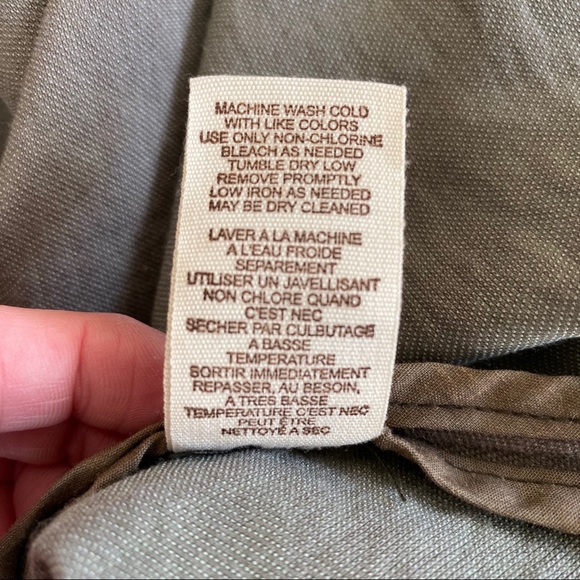 MACHINE WASH COLD
WITH LIKE COLORS
USE ONLY NON-CHLORINE
BLEACH AS NEEDED
TUMBLE DRY LOW
REMOVE PROMPTLY
LOW IRON AS NEEDED
MAY BE DRY CLEANED
LAVER A LA MACHINE
A L'EAU FROIDE
SEPAREMENT
UTILISER UN JAVELLISANT
NON CHLORE QUAND
C'EST NEC
SECHER PAR CULBUTAGE
A BASSE
TEMPERATURE
SORTIR IMMEDIATEMENT
REPASSER, AU BESOIN,
A TRES BASSE
TEMPERATURE C'EST NEC
PEUT ÊTRE
NETTOYÉ A SEC